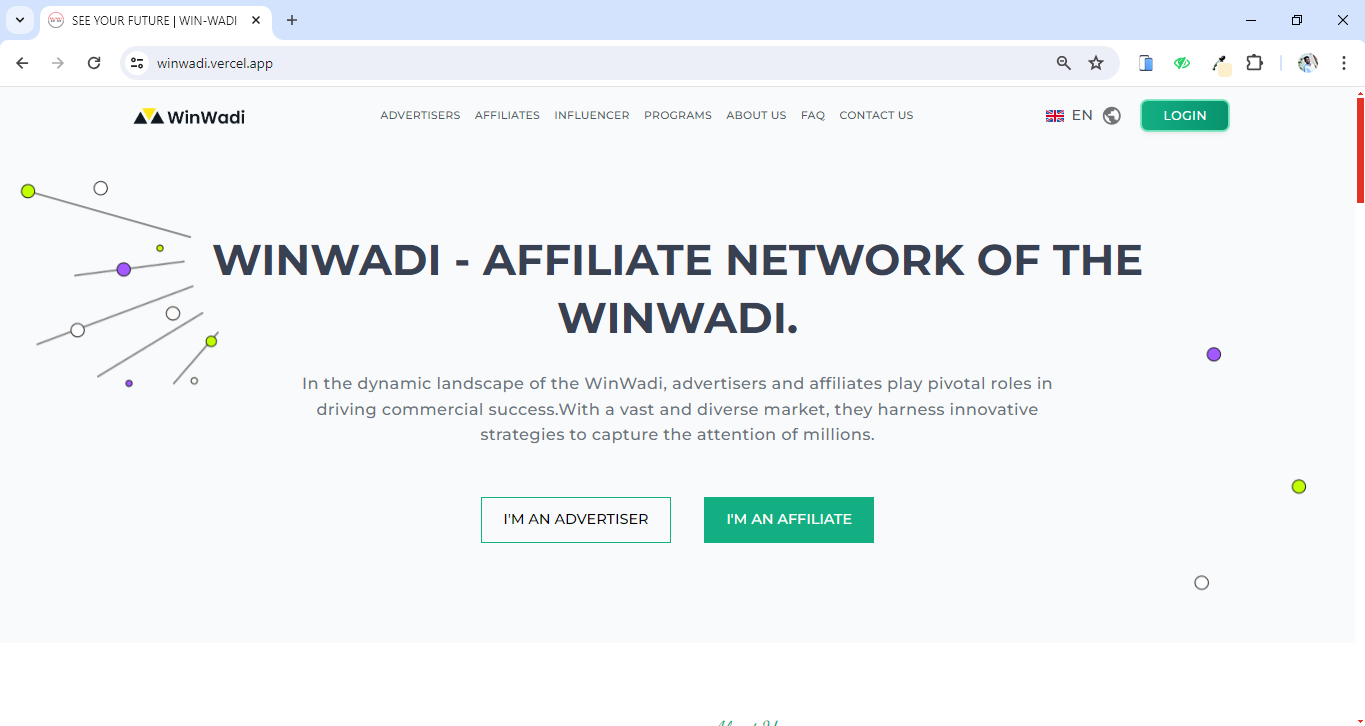 SEE YOUR FUTURE | WIN-WADI
winwadi.vercel.app
WinWadi
ADVERTISERS AFFILIATES INFLUENCER PROGRAMS ABOUT US FAQ CONTACT US
EN
LOGIN
WINWADI - AFFILIATE NETWORK OF THE
WINWADI.
In the dynamic landscape of the WinWadi, advertisers and affiliates play pivotal roles in
driving commercial success.With a vast and diverse market, they harness innovative
strategies to capture the attention of millions.
I'M AN ADVERTISER
I'M AN AFFILIATE